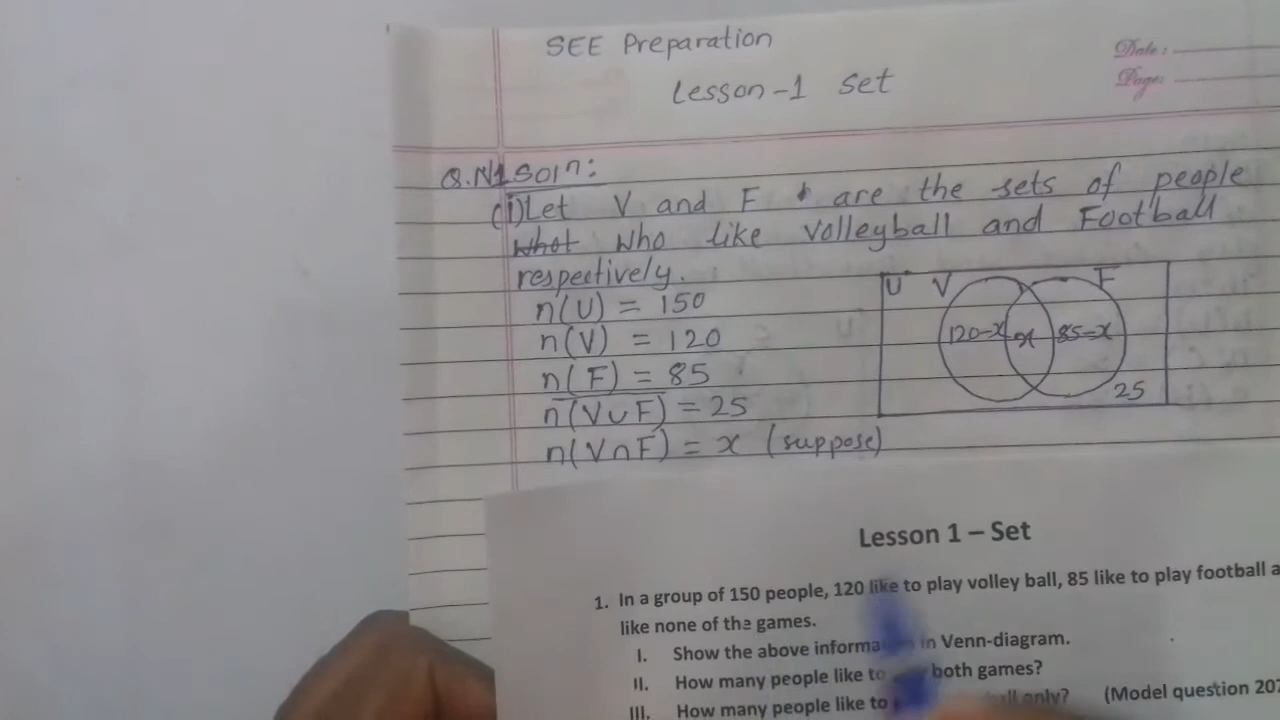 SEE Preparation
Date:
Lesson-1 Set
Page:
Q.N1 Soln:
(i) Let V and F are the sets of people
What who like Volleyball and Football
respectively.
n(U) = 150
n(V) = 120
n(F) = 85
n(\overline{V∪F}) = 25
n(V∩F) = x (suppose)
U V F
120-x x 85-x
25
Lesson 1 – Set
1. In a group of 150 people, 120 like to play volley ball, 85 like to play football
like none of the games.
I. Show the above in Venn-diagram.
II. How many people like to both games?
III. How many people like to only? (Model question